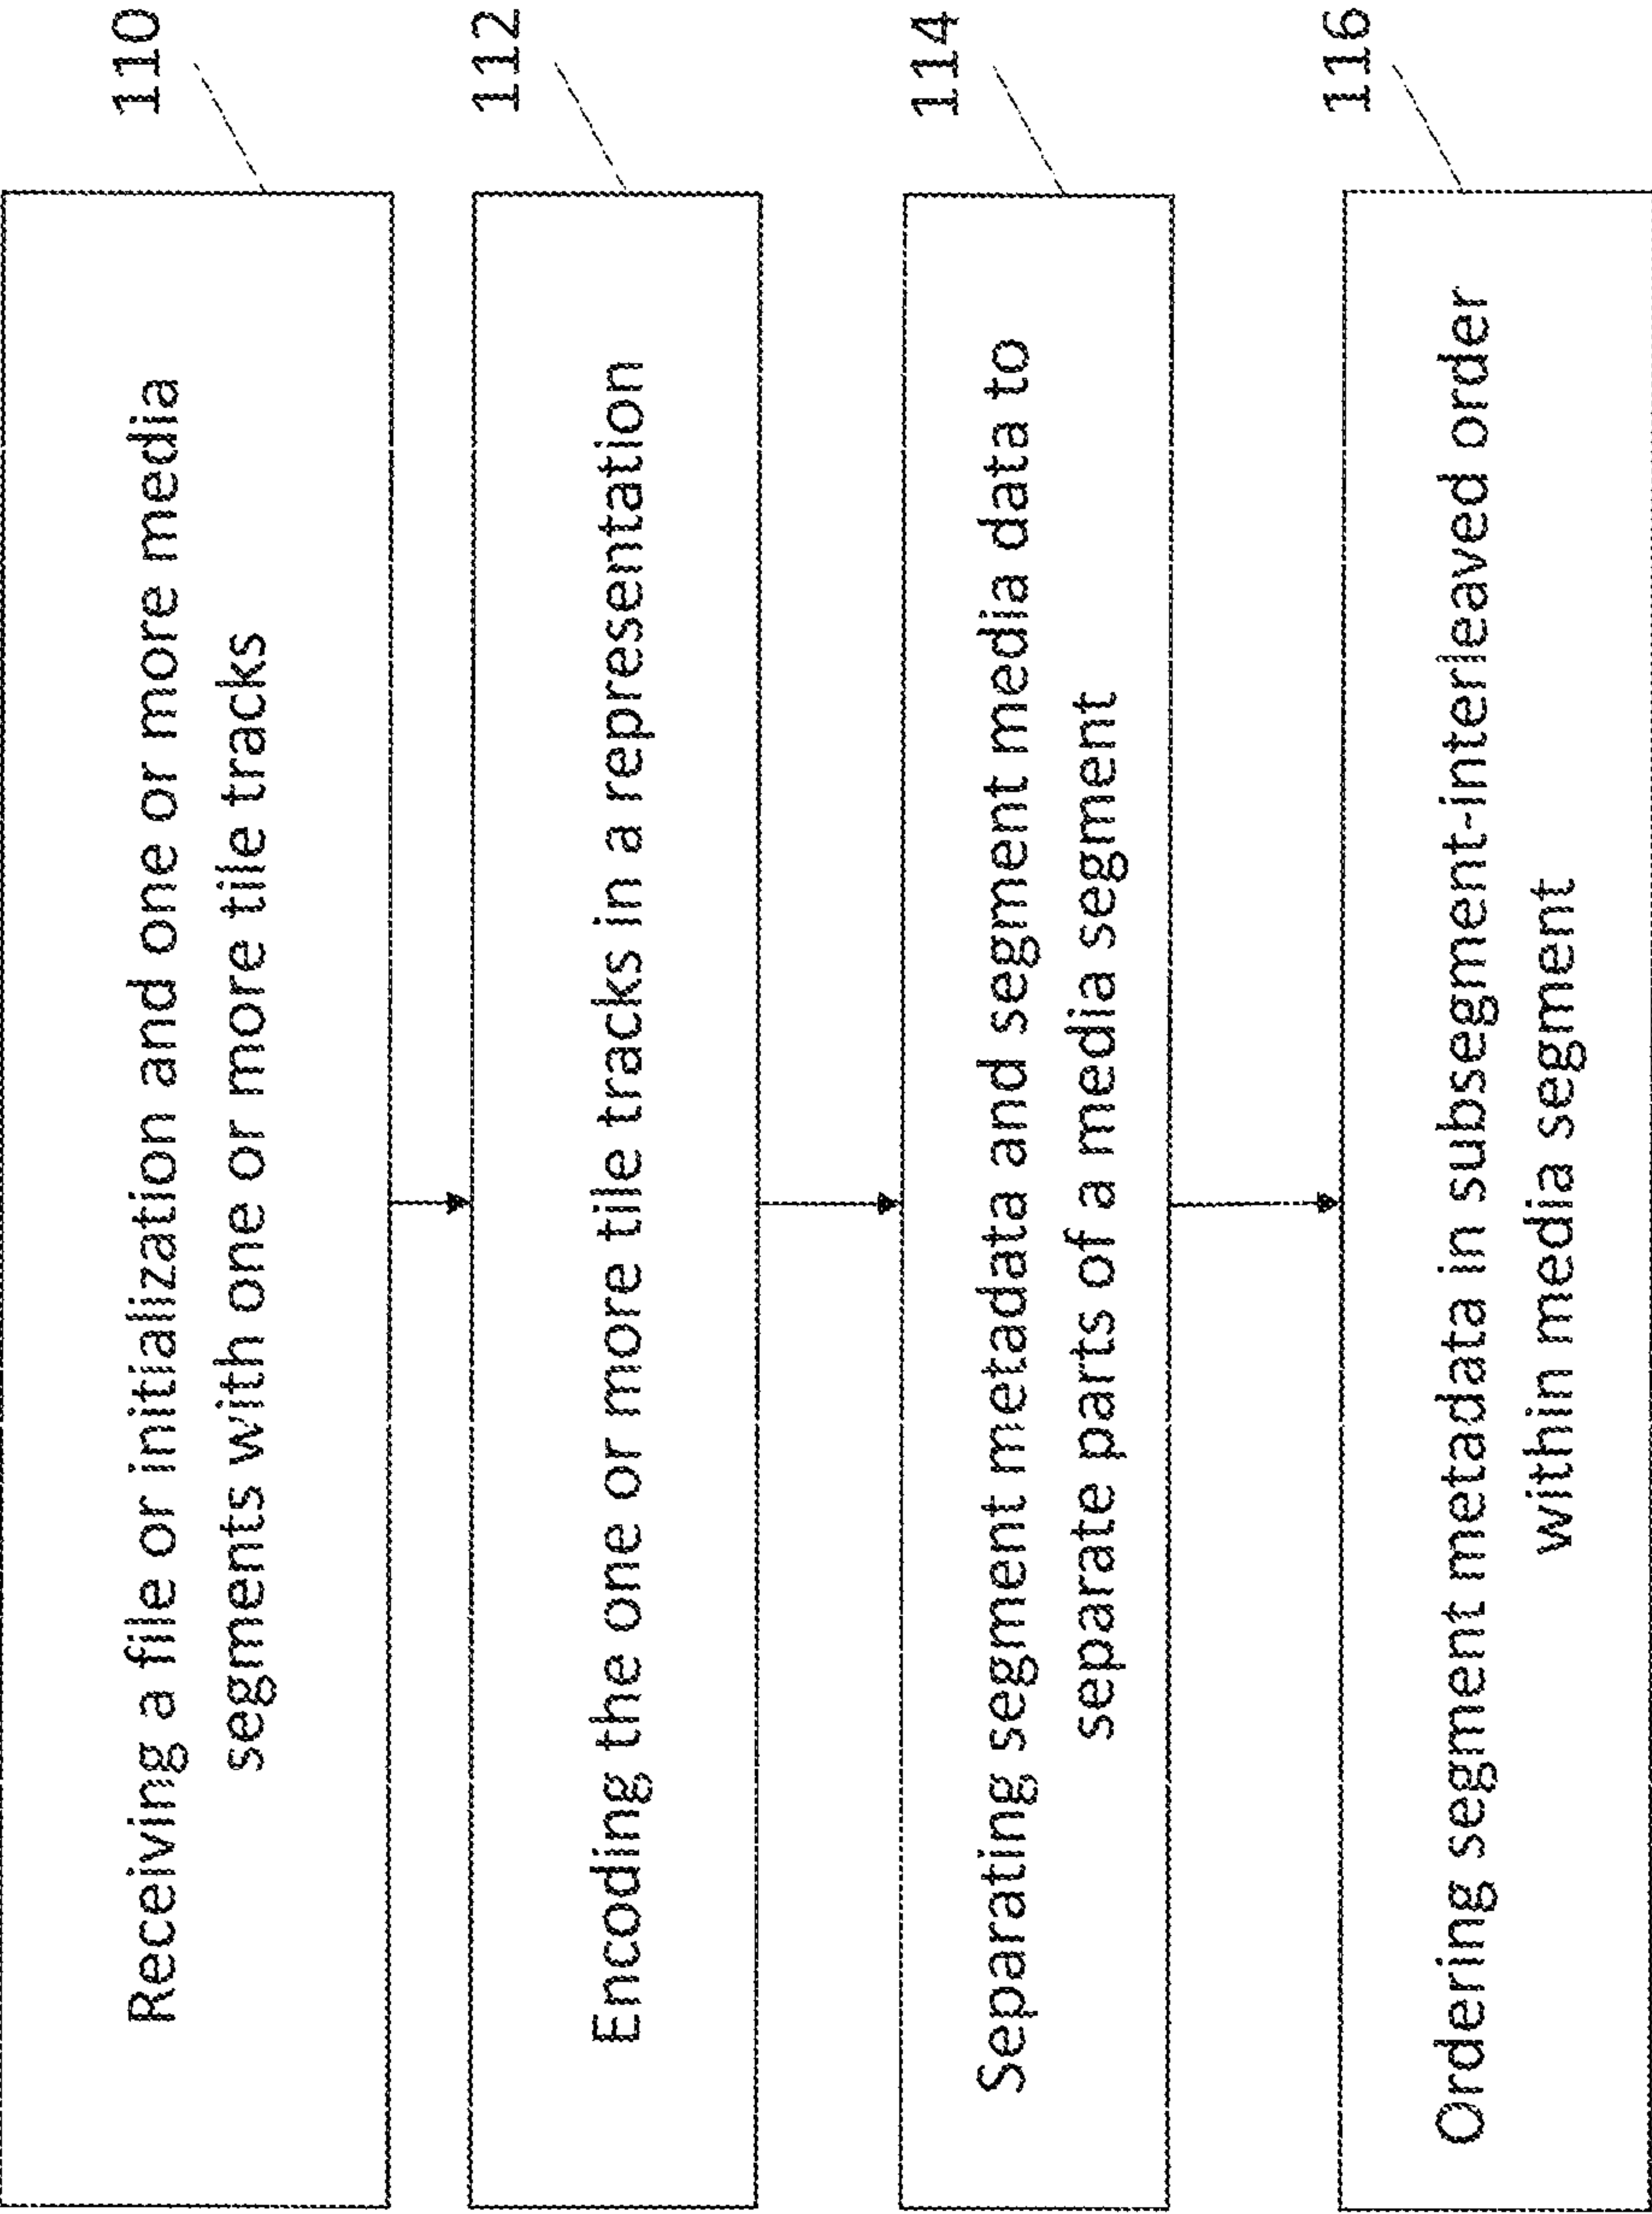 110
Receiving a file or initiallization and one or more media
segments with one or more tile tracks
112
Encoding the one or more tile tracks in a representation
114
Separating segment metadata and segment media data to
separate parts of a media segment
116
Ordering segment metadata in subsegment-interleaved order
within media segment